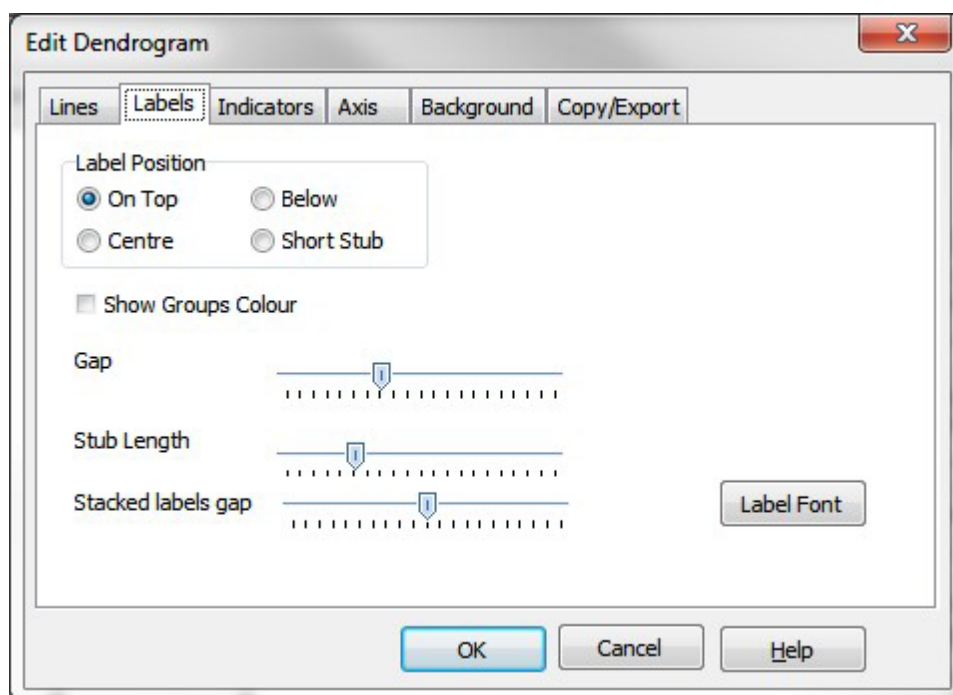 Edit Dendrogram
Lines Labels Indicators Axis Background Copy/Export
Label Position
On Top Below
Centre Short Stub
Show Groups Colour
Gap
Stub Length
Stacked labels gap Label Font
OK Cancel Help